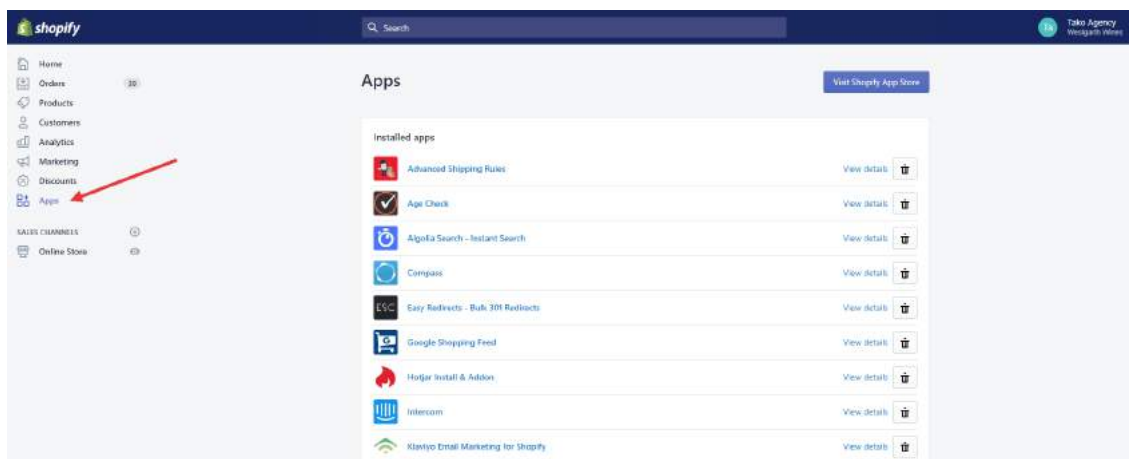 shopify
Search
Tako Agency
Westgarth Wines
Home
Orders 20
Products
Customers
Analytics
Marketing
Discounts
Apps
SALES CHANNELS
Online Store
Apps
Visit Shopify App Store
Installed apps
Advanced Shipping Rules View details
Age Check View details
Algolia Search - Instant Search View details
Compass View details
ESC Easy Redirects - Bulk 301 Redirects View details
G Google Shopping Feed View details
Hotjar Install & Addon View details
Intercom View details
Klaviyo Email Marketing for Shopify View details